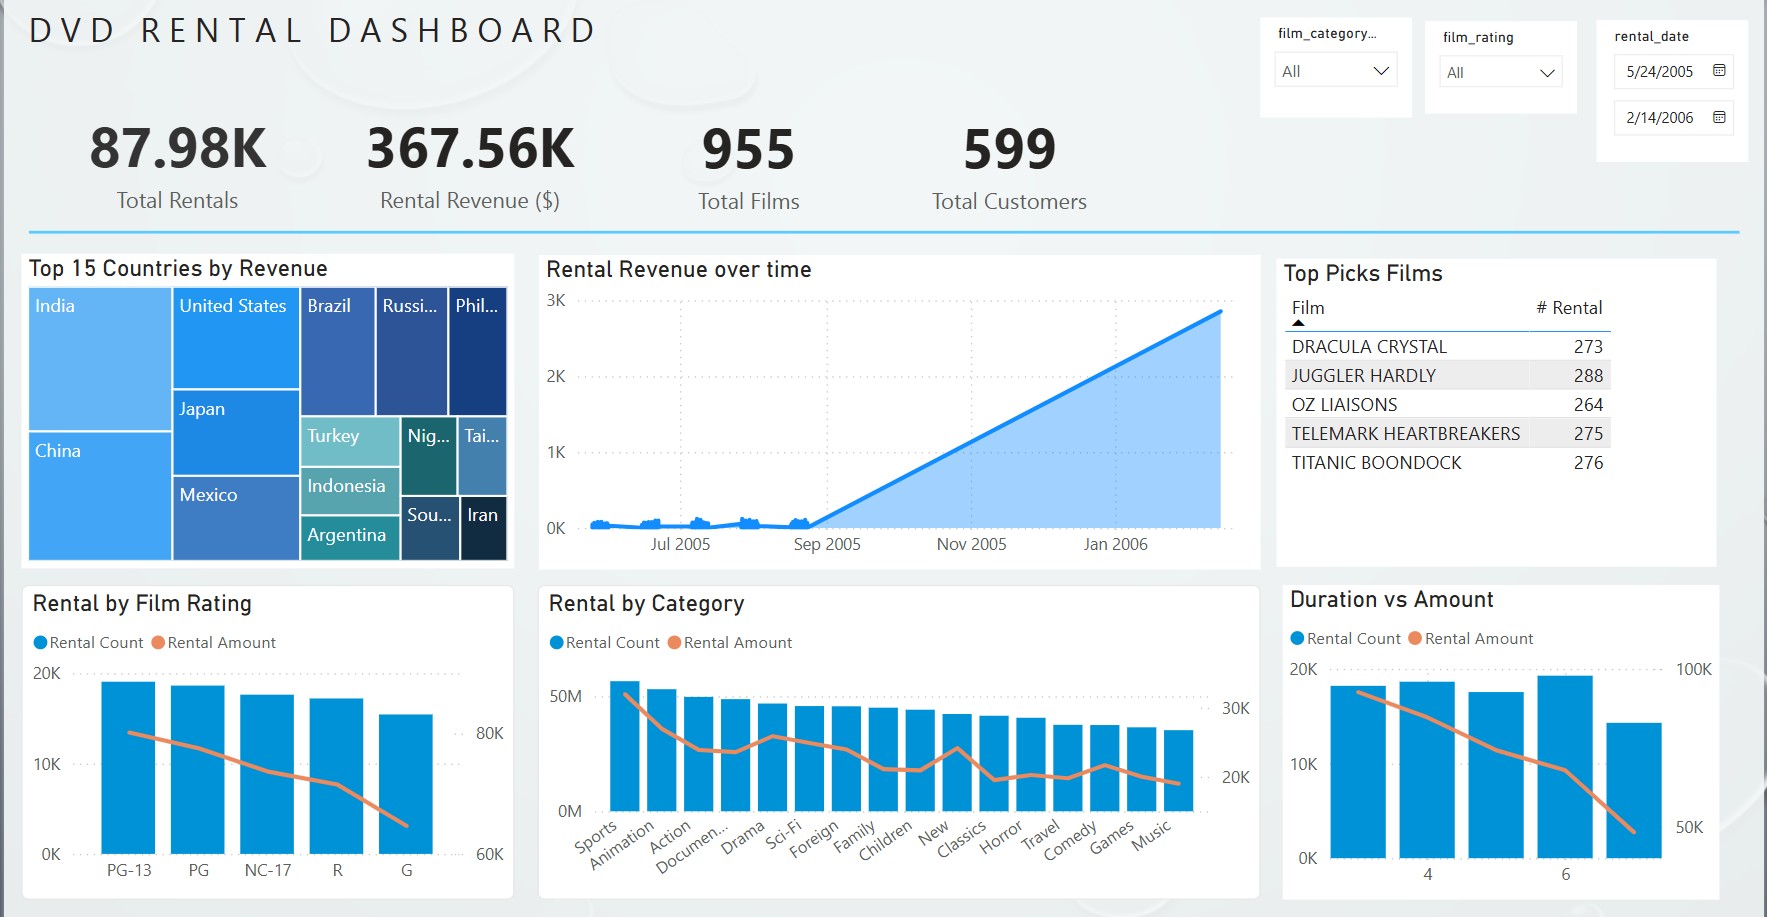 DVD RENTAL DASHBOARD
film_category...
All
film_rating
All
rental_date
5/24/2005
2/14/2006
87.98K
Total Rentals
367.56K
Rental Revenue ($)
955
Total Films
599
Total Customers
Top 15 Countries by Revenue
India
United States
Brazil
Russi...
Phil...
Japan
China
Turkey
Nig...
Tai...
Indonesia
Mexico
Sou...
Iran
Argentina
Rental Revenue over time
3K
2K
1K
0K
Jul 2005
Sep 2005
Nov 2005
Jan 2006
Top Picks Films
Film # Rental
DRACULA CRYSTAL 273
JUGGLER HARDLY 288
OZ LIAISONS 264
TELEMARK HEARTBREAKERS 275
TITANIC BOONDOCK 276
Rental by Film Rating
Rental Count Rental Amount
20K
10K
0K
80K
60K
PG-13 PG NC-17 R G
Rental by Category
Rental Count Rental Amount
50M
0M
30K
20K
Sports
Animation
Action
Documen...
Drama
Sci-Fi
Foreign
Family
Children
New
Classics
Horror
Travel
Comedy
Games
Music
Duration vs Amount
Rental Count Rental Amount
20K
10K
0K
100K
50K
4 6